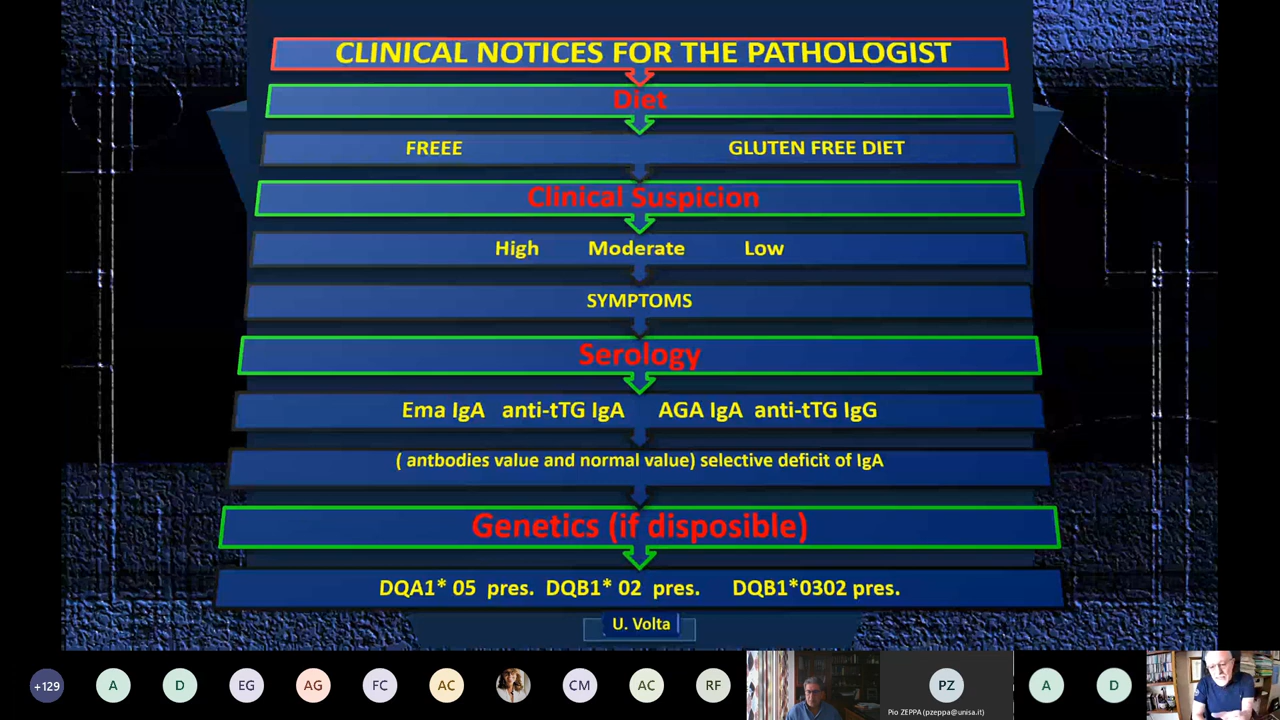 CLINICAL NOTICES FOR THE PATHOLOGIST
Diet
FREEE GLUTEN FREE DIET
Clinical Suspicion
High Moderate Low
SYMPTOMS
Serology
Ema IgA anti-tTG IgA AGA IgA anti-tTG IgG
( antbodies value and normal value) selective deficit of IgA
Genetics (if disposible)
DQA1* 05 pres. DQB1* 02 pres. DQB1*0302 pres.
U. Volta
+129 A D EG AG FC AC CM AC RF PZ A D
Pio ZEPPA (pzeppa@unisa.it)